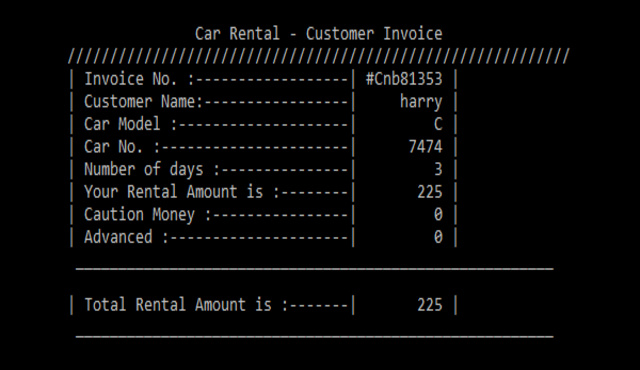 Car Rental - Customer Invoice
///////////////////////////////////////////////////////////
| Invoice No. :------------------| #Cnb81353 |
| Customer Name:-----------------| harry |
| Car Model :--------------------| C |
| Car No. :----------------------| 7474 |
| Number of days :---------------| 3 |
| Your Rental Amount is :--------| 225 |
| Caution Money :----------------| 0 |
| Advanced :---------------------| 0 |
________________________________________________________
| Total Rental Amount is :-------| 225 |
________________________________________________________